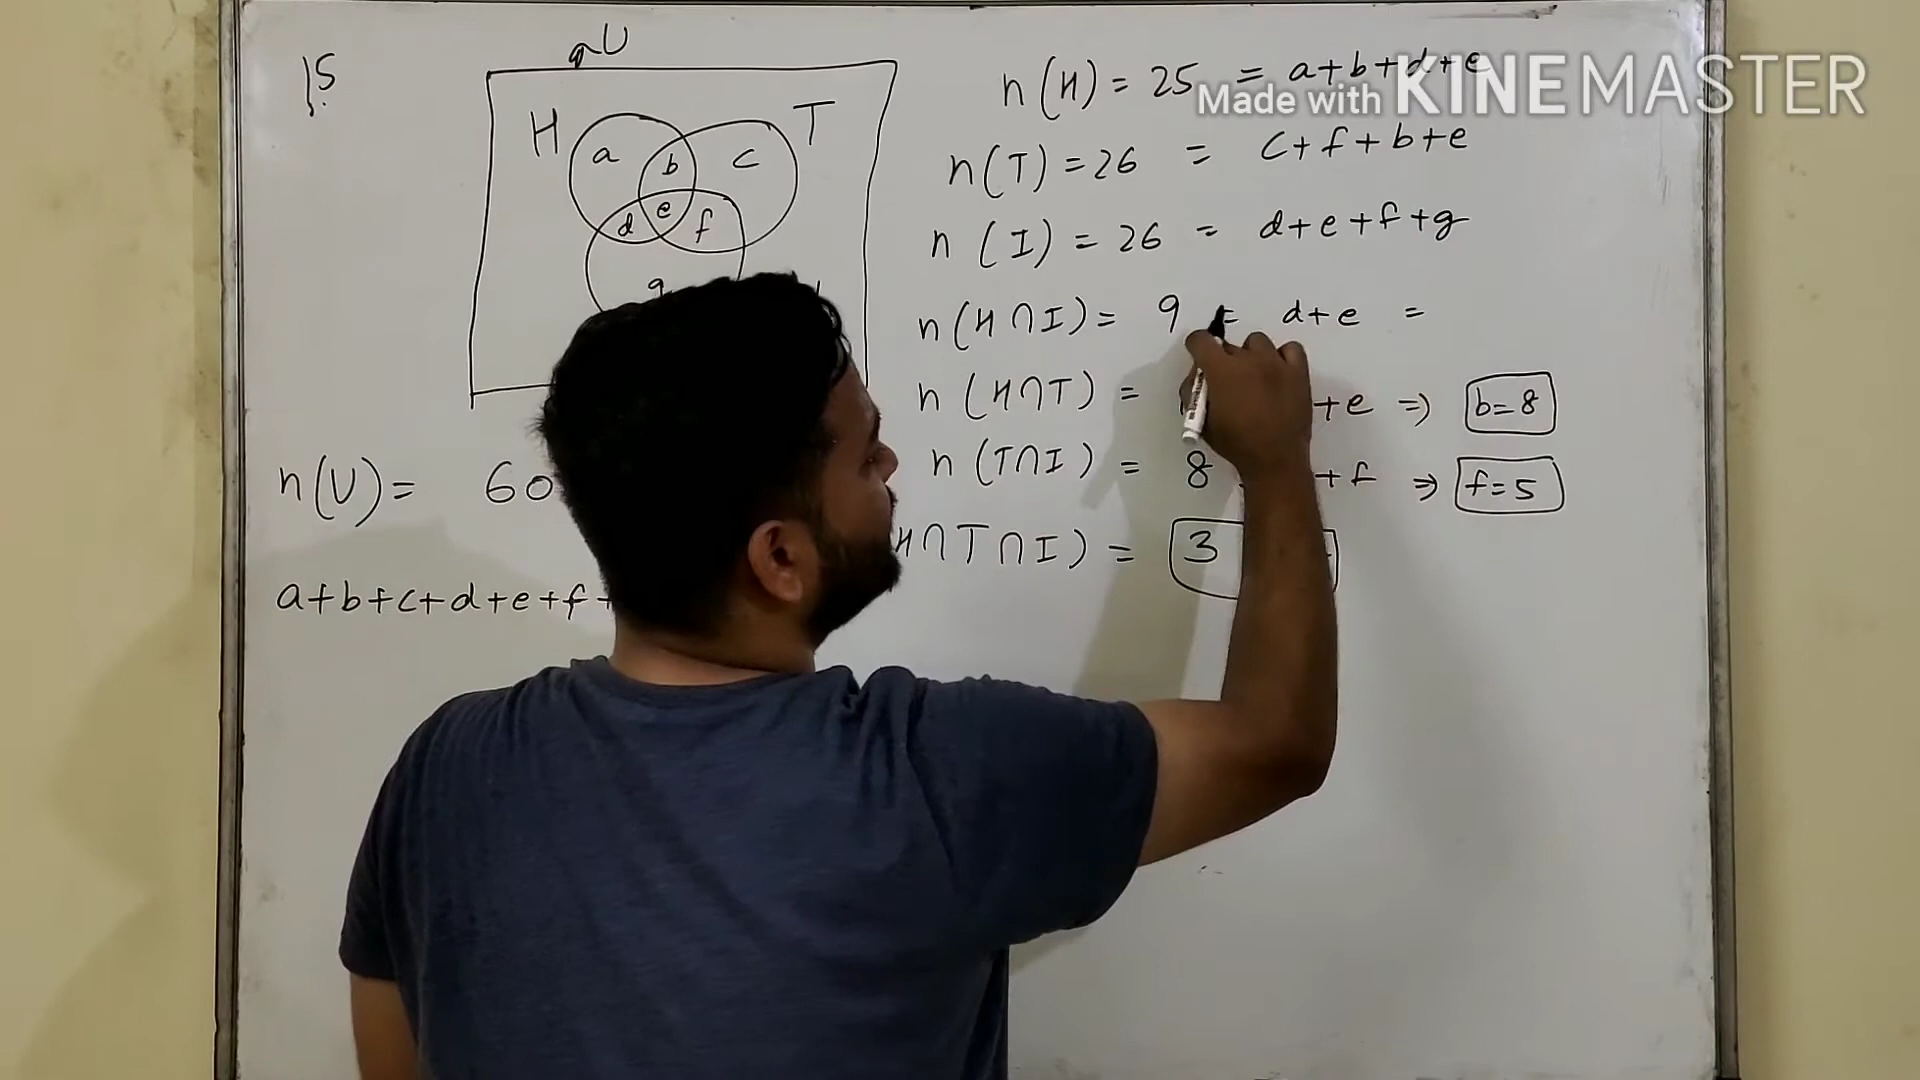 15.
U
H
T
a
b
c
d
e
f
g
n(U) = 60
a+b+c+d+e+f+
n(H) = 25 = a+b+d+e
Made with KINEMASTER
n(T) = 26 = c+f+b+e
n(I) = 26 = d+e+f+g
n(H∩I) = 9 = d+e =
n(H∩T) = +e ⇒ b=8
n(T∩I) = 8 +f ⇒ f=5
H∩T∩I) = 3